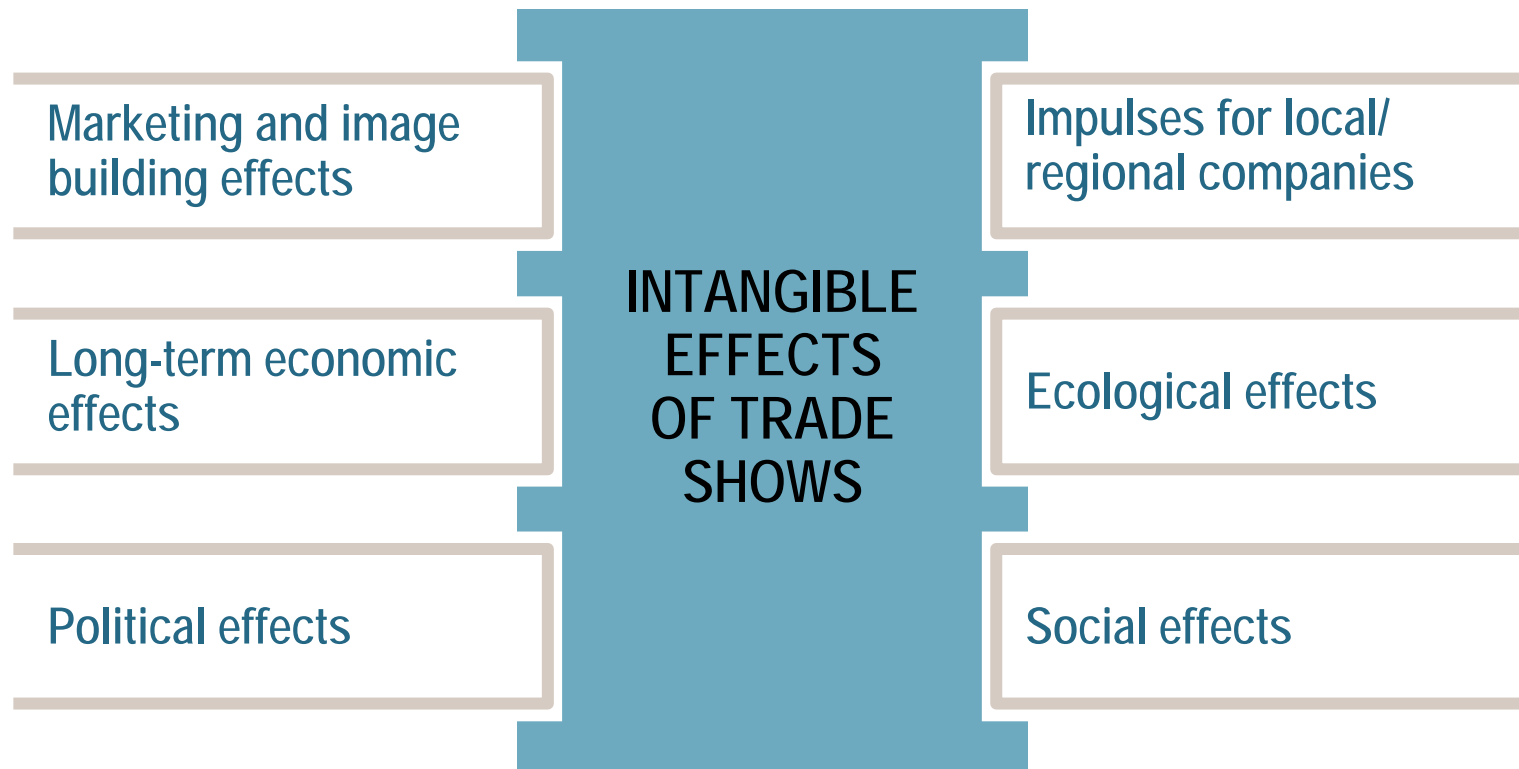 Marketing and image
building effects
Long-term economic
effects
Political effects
INTANGIBLE
EFFECTS
OF TRADE
SHOWS
Impulses for local/
regional companies
Ecological effects
Social effects